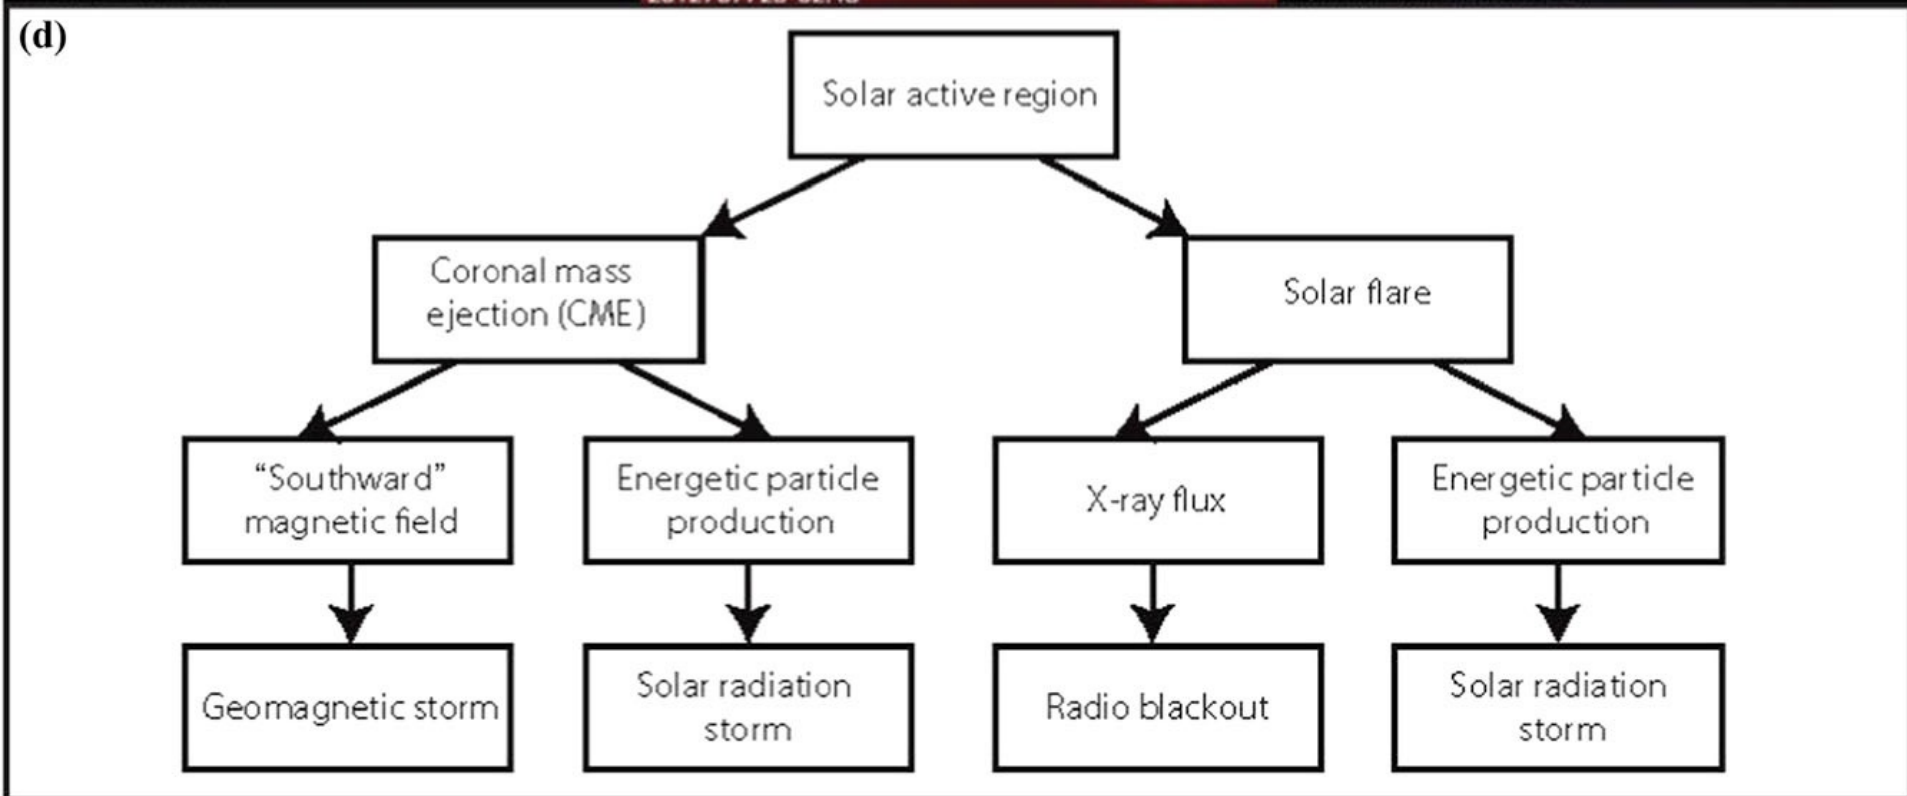 (d)
Solar active region
Coronal mass
ejection (CME)
Solar flare
“Southward”
magnetic field
Energetic particle
production
X-ray flux
Energetic particle
production
Geomagnetic storm
Solar radiation
storm
Radio blackout
Solar radiation
storm